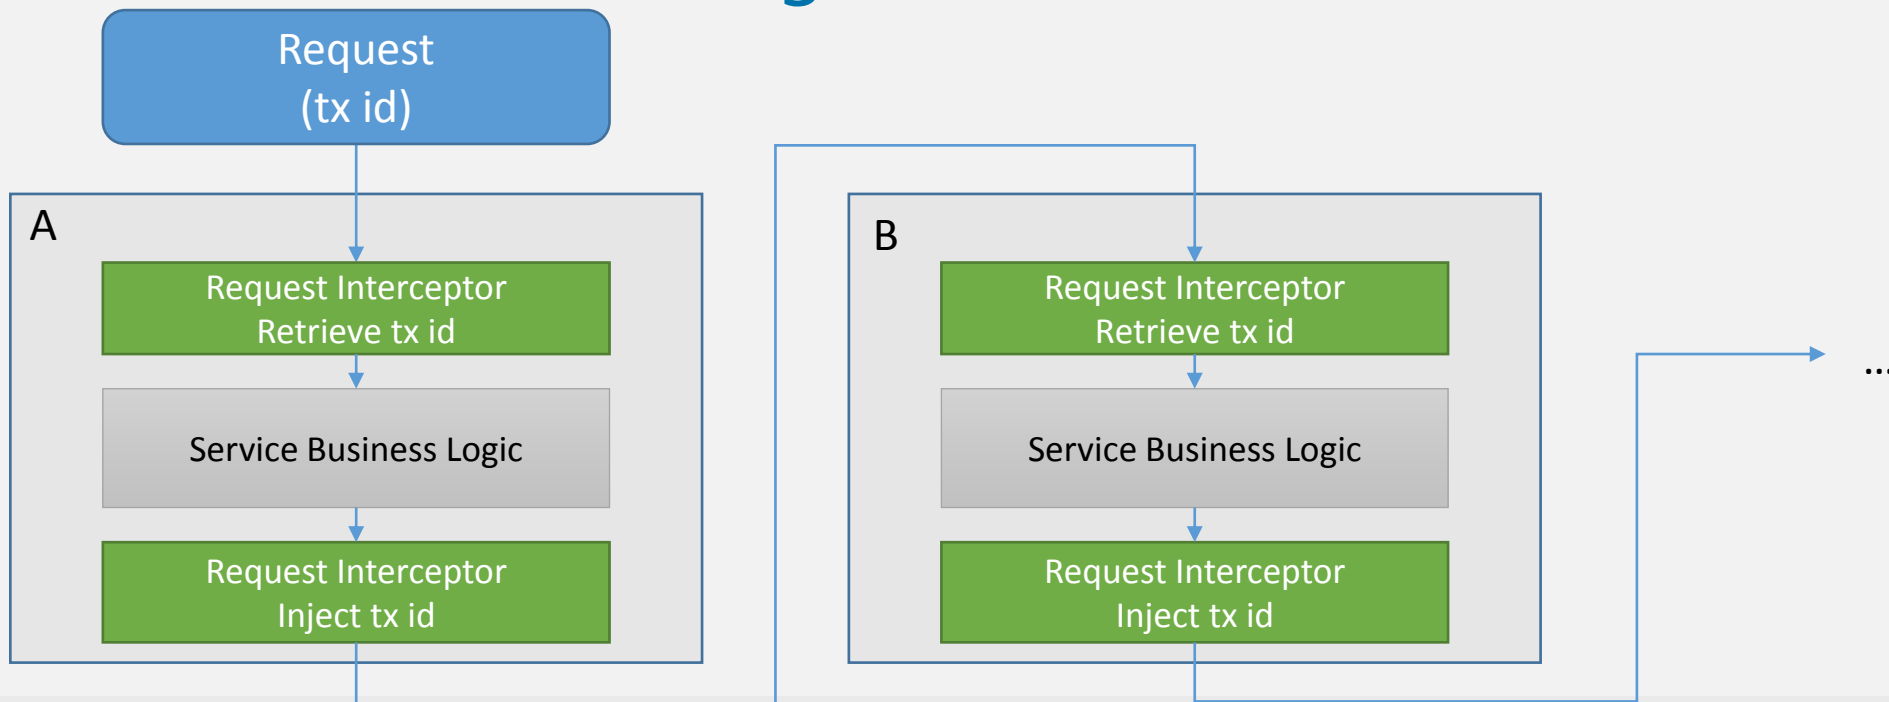 Request
(tx id)
A
Request Interceptor
Retrieve tx id
Service Business Logic
Request Interceptor
Inject tx id
B
Request Interceptor
Retrieve tx id
Service Business Logic
Request Interceptor
Inject tx id
...